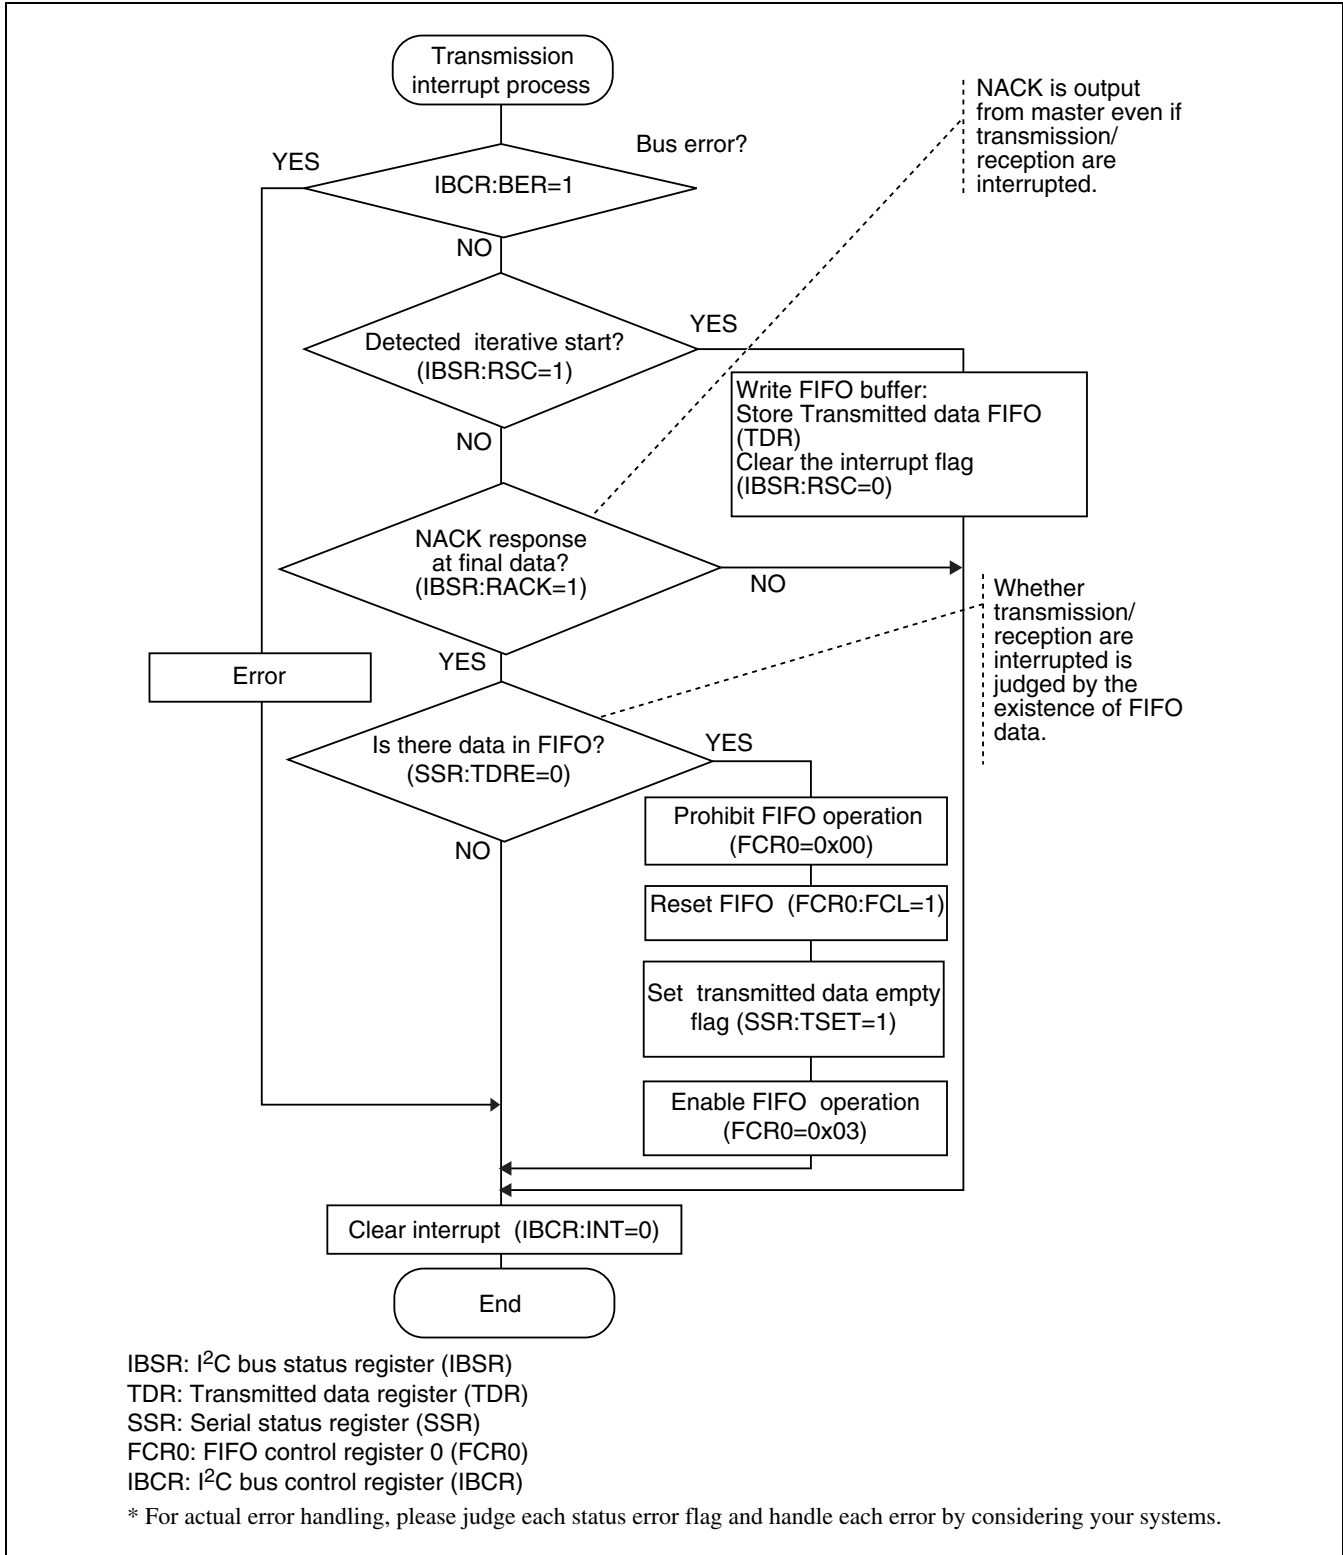 Transmission
interrupt process
NACK is output
from master even if
transmission/
reception are
interrupted.
Bus error?
YES
IBCR:BER=1
NO
Detected  iterative start?
(IBSR:RSC=1)
YES
Write FIFO buffer:
Store Transmitted data FIFO
(TDR)
Clear the interrupt flag
(IBSR:RSC=0)
NO
NACK response
at final data?
(IBSR:RACK=1)
NO
Whether
transmission/
reception are
interrupted is
judged by the
existence of FIFO
data.
YES
Error
Is there data in FIFO?
(SSR:TDRE=0)
YES
Prohibit FIFO operation
(FCR0=0x00)
NO
Reset FIFO  (FCR0:FCL=1)
Set  transmitted data empty
flag (SSR:TSET=1)
Enable FIFO  operation
(FCR0=0x03)
Clear interrupt  (IBCR:INT=0)
End
IBSR: I²C bus status register (IBSR)
TDR: Transmitted data register (TDR)
SSR: Serial status register (SSR)
FCR0: FIFO control register 0 (FCR0)
IBCR: I²C bus control register (IBCR)
* For actual error handling, please judge each status error flag and handle each error by considering your systems.